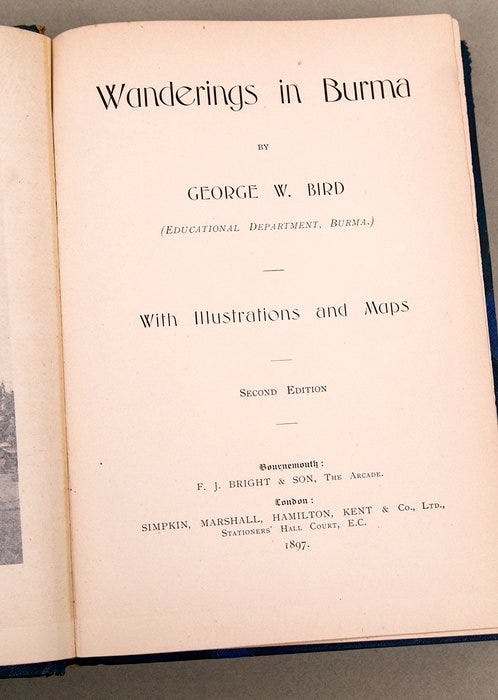 Wanderings in Burma
BY
GEORGE W. BIRD
(EDUCATIONAL DEPARTMENT, BURMA.)
With Illustrations and Maps
SECOND EDITION
Bournemouth:
F. J. BRIGHT & SON, THE ARCADE.
London:
SIMPKIN, MARSHALL, HAMILTON, KENT & CO., LTD.,
STATIONERS' HALL COURT, E.C.
1897.